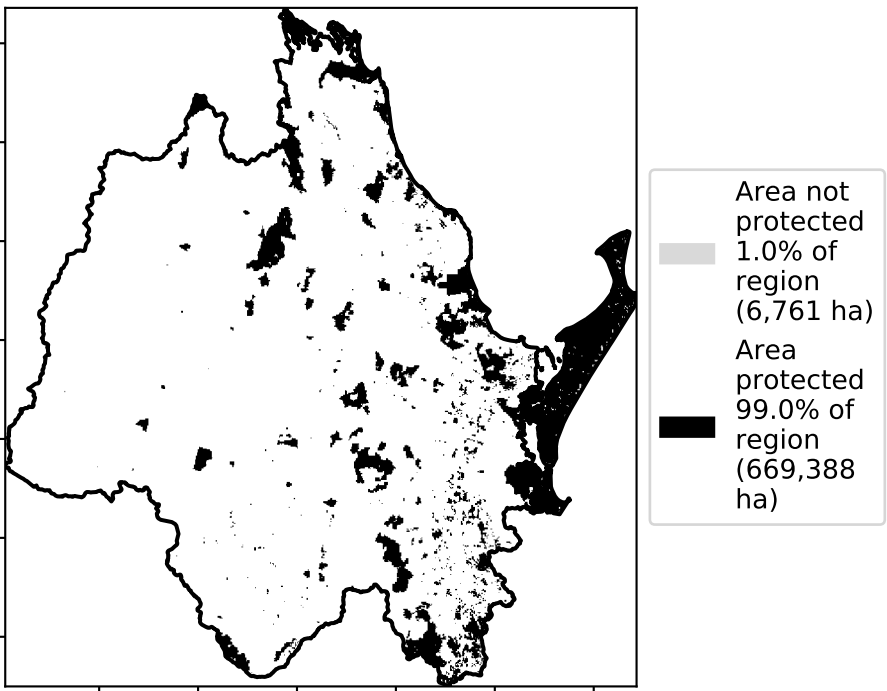 Area not
protected
1.0% of
region
(6,761 ha)
Area
protected
99.0% of
region
(669,388
ha)